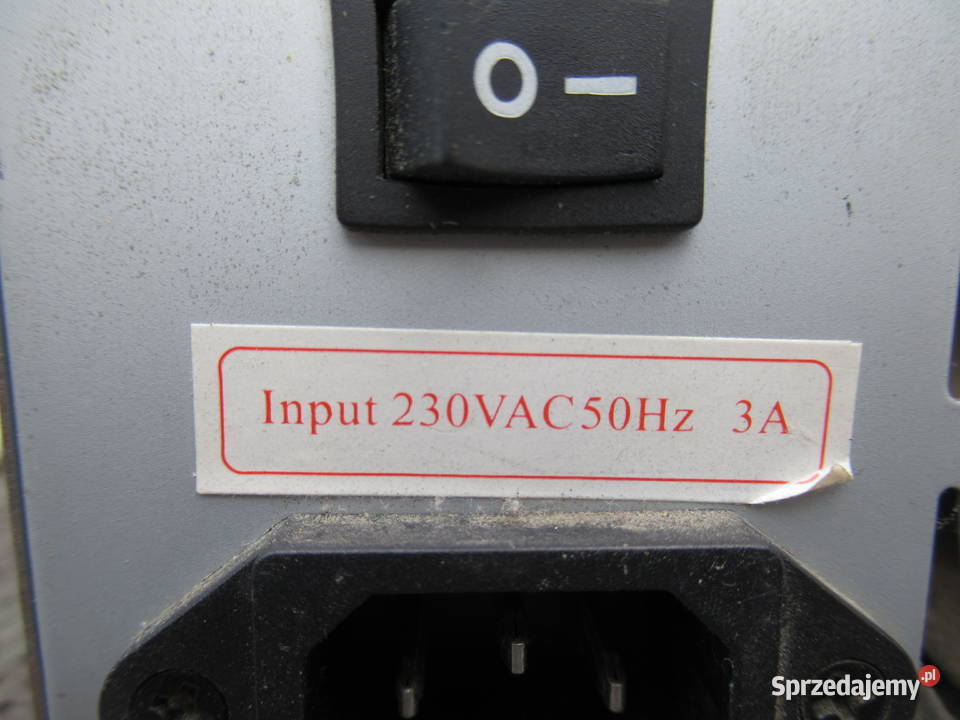 O I
Input 230VAC50Hz 3A
Sprzedajemy.pl